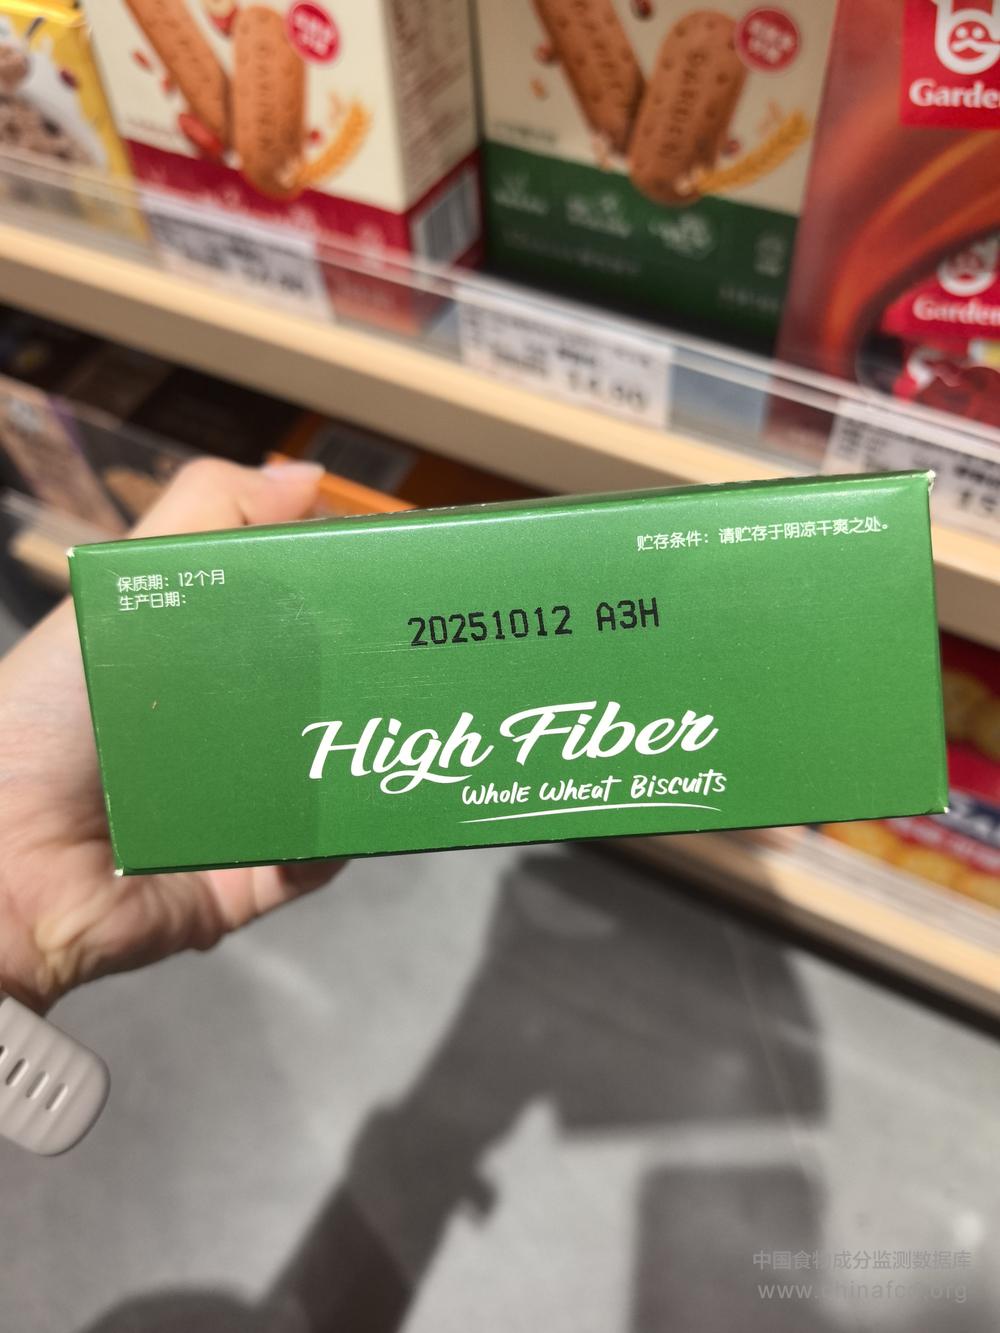 Garden
Garden
保质期：12个月
生产日期：
贮存条件：请贮存于阴凉干爽之处。
20251012 A3H
High Fiber
Whole Wheat Biscuits
中国食物成分监测数据库
www.chinafcd.org